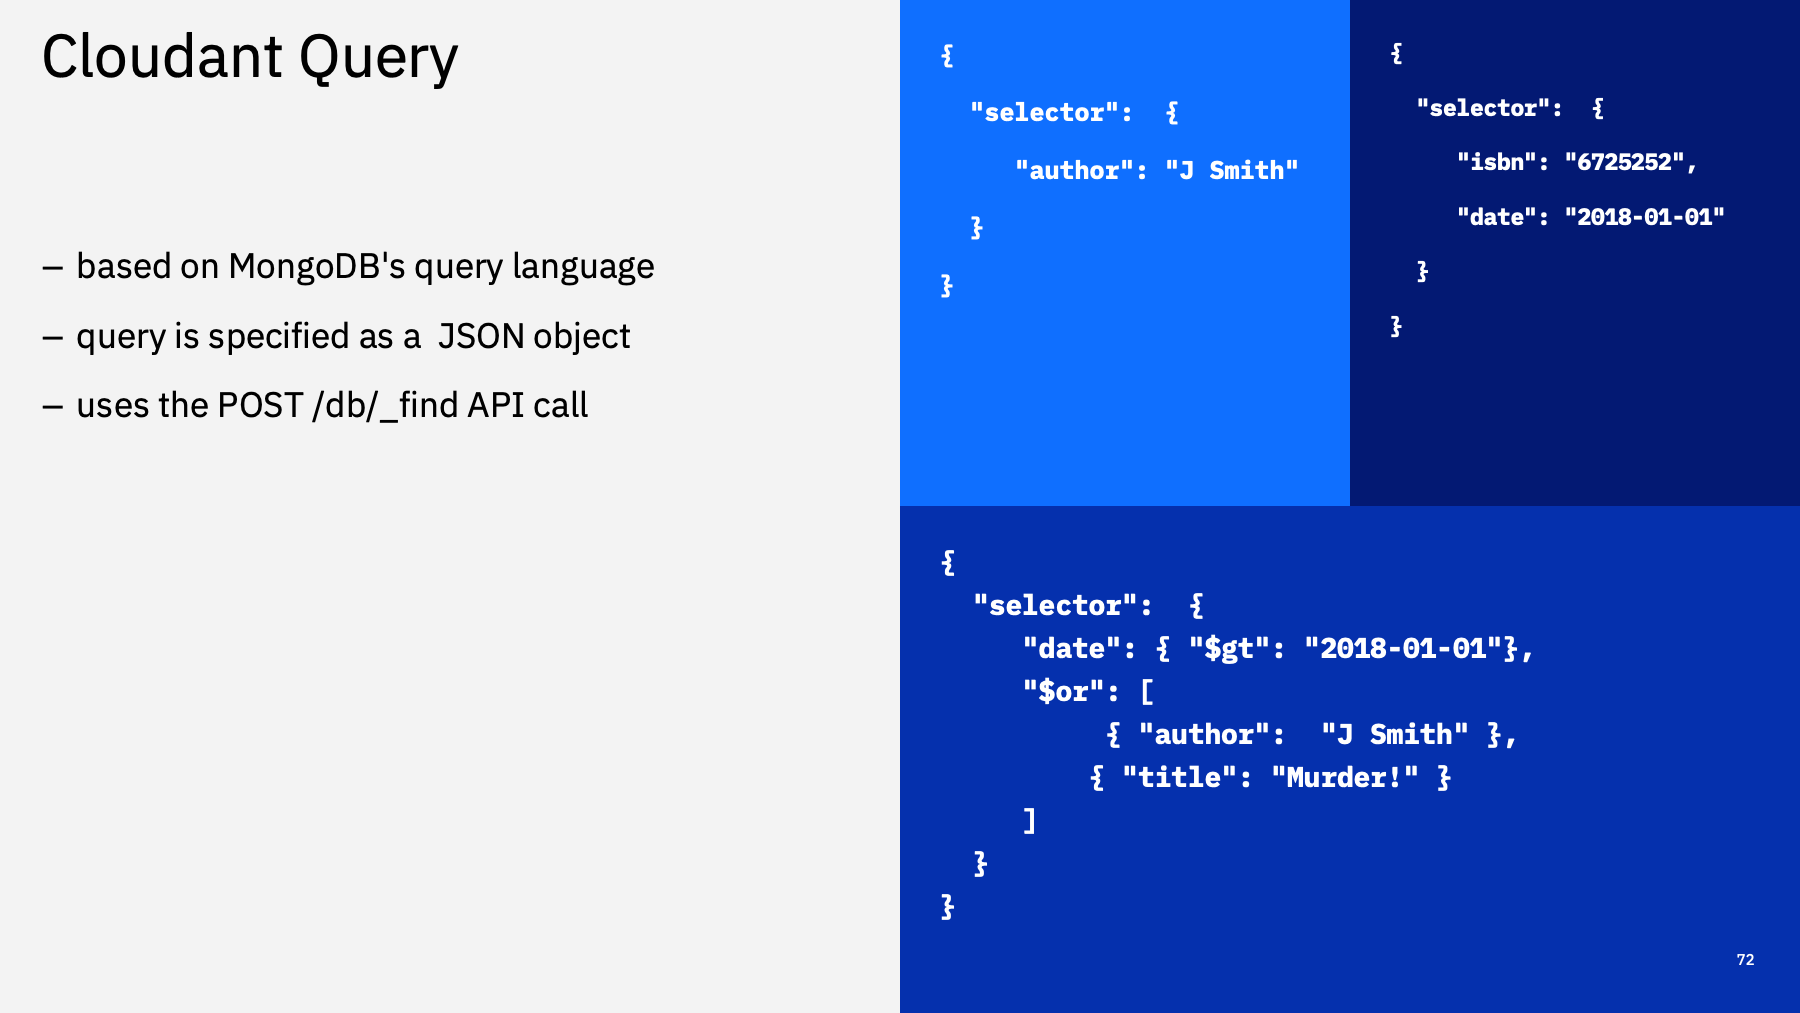 Cloudant Query
– based on MongoDB's query language
– query is specified as a  JSON object
– uses the POST /db/_find API call
{
  "selector":  {
     "author": "J Smith"
  }
}
{
  "selector":  {
     "isbn": "6725252",
     "date": "2018-01-01"
  }
}
{
  "selector":  {
     "date": { "$gt": "2018-01-01"},
     "$or": [
          { "author":  "J Smith" },
         { "title": "Murder!" }
     ]
  }
}
72